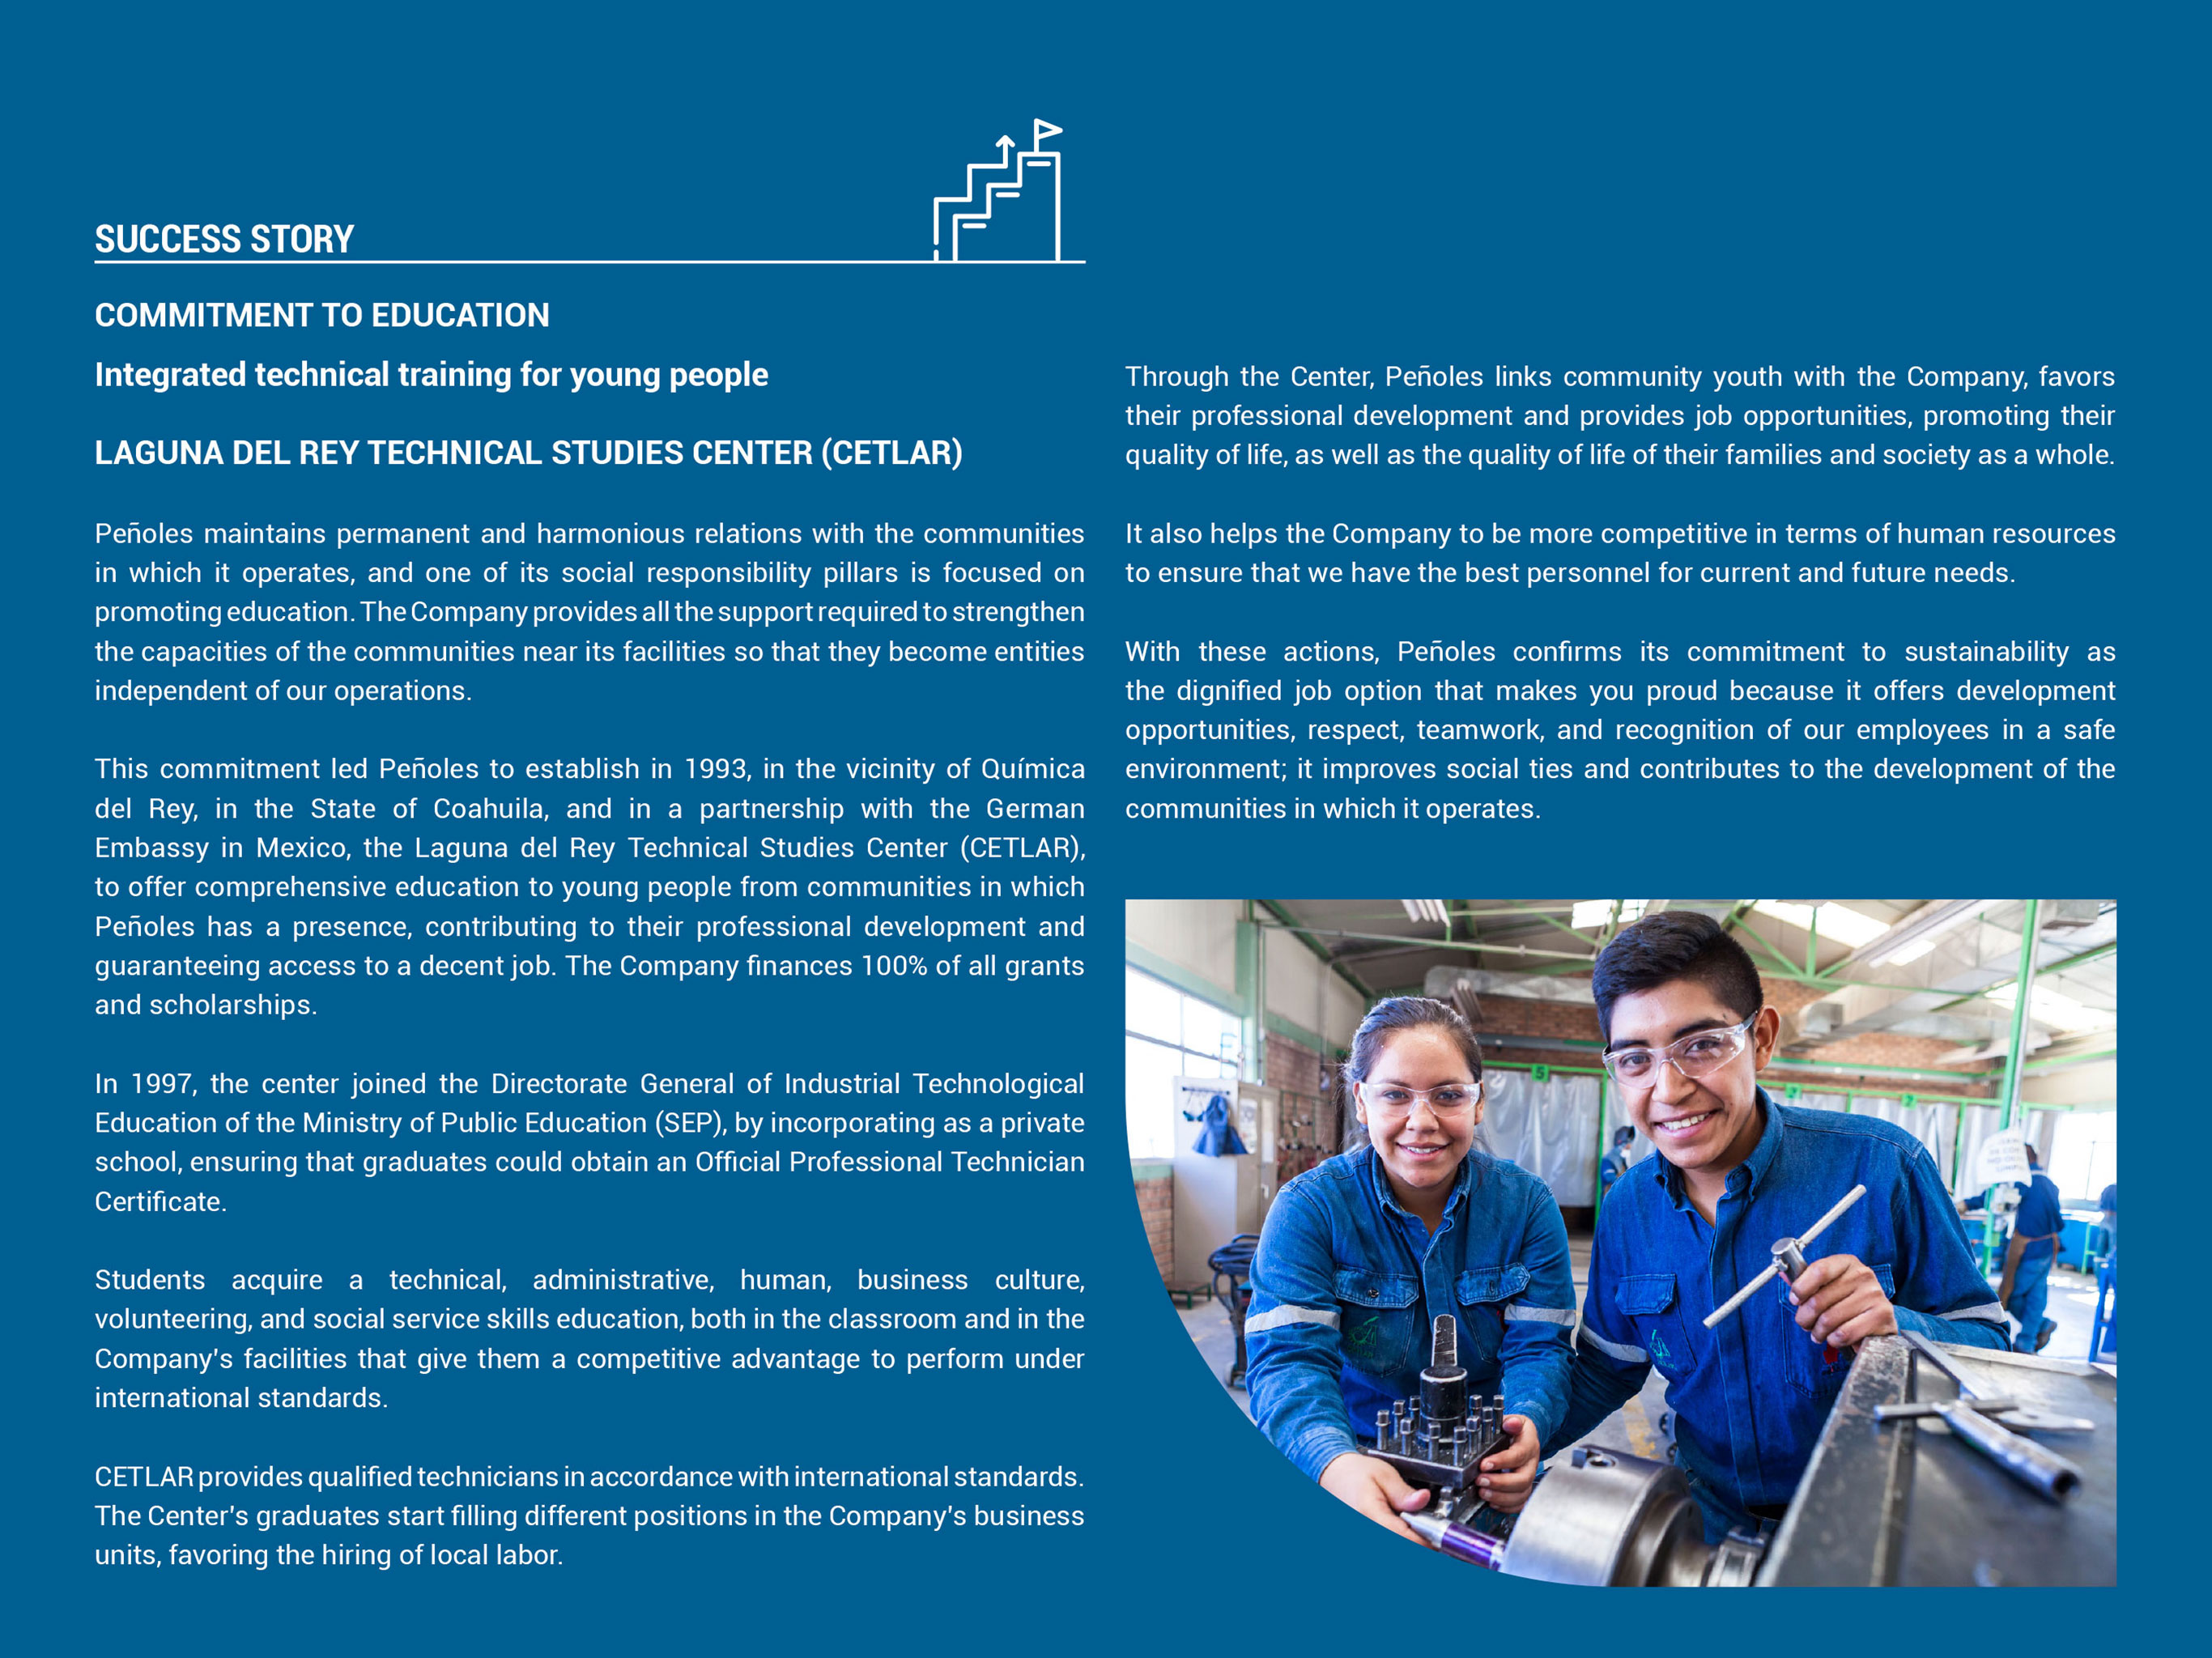 SUCCESS STORY
COMMITMENT TO EDUCATION
Integrated technical training for young people
LAGUNA DEL REY TECHNICAL STUDIES CENTER (CETLAR)
Peñoles maintains permanent and harmonious relations with the communities
in which it operates, and one of its social responsibility pillars is focused on
promoting education. The Company provides all the support required to strengthen
the capacities of the communities near its facilities so that they become entities
independent of our operations.
This commitment led Peñoles to establish in 1993, in the vicinity of Química
del Rey, in the State of Coahuila, and in a partnership with the German
Embassy in Mexico, the Laguna del Rey Technical Studies Center (CETLAR),
to offer comprehensive education to young people from communities in which
Peñoles has a presence, contributing to their professional development and
guaranteeing access to a decent job. The Company finances 100% of all grants
and scholarships.
In 1997, the center joined the Directorate General of Industrial Technological
Education of the Ministry of Public Education (SEP), by incorporating as a private
school, ensuring that graduates could obtain an Official Professional Technician
Certificate.
Students acquire a technical, administrative, human, business culture,
volunteering, and social service skills education, both in the classroom and in the
Company's facilities that give them a competitive advantage to perform under
international standards.
CETLAR provides qualified technicians in accordance with international standards.
The Center's graduates start filling different positions in the Company's business
units, favoring the hiring of local labor.
Through the Center, Peñoles links community youth with the Company, favors
their professional development and provides job opportunities, promoting their
quality of life, as well as the quality of life of their families and society as a whole.
It also helps the Company to be more competitive in terms of human resources
to ensure that we have the best personnel for current and future needs.
With these actions, Peñoles confirms its commitment to sustainability as
the dignified job option that makes you proud because it offers development
opportunities, respect, teamwork, and recognition of our employees in a safe
environment; it improves social ties and contributes to the development of the
communities in which it operates.
5
2